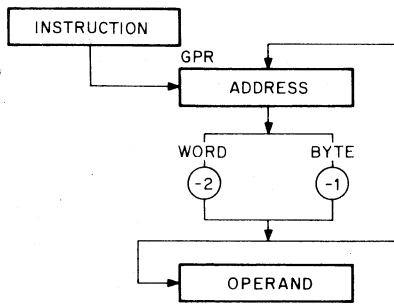 INSTRUCTION
GPR
ADDRESS
WORD BYTE
-2 -1
OPERAND